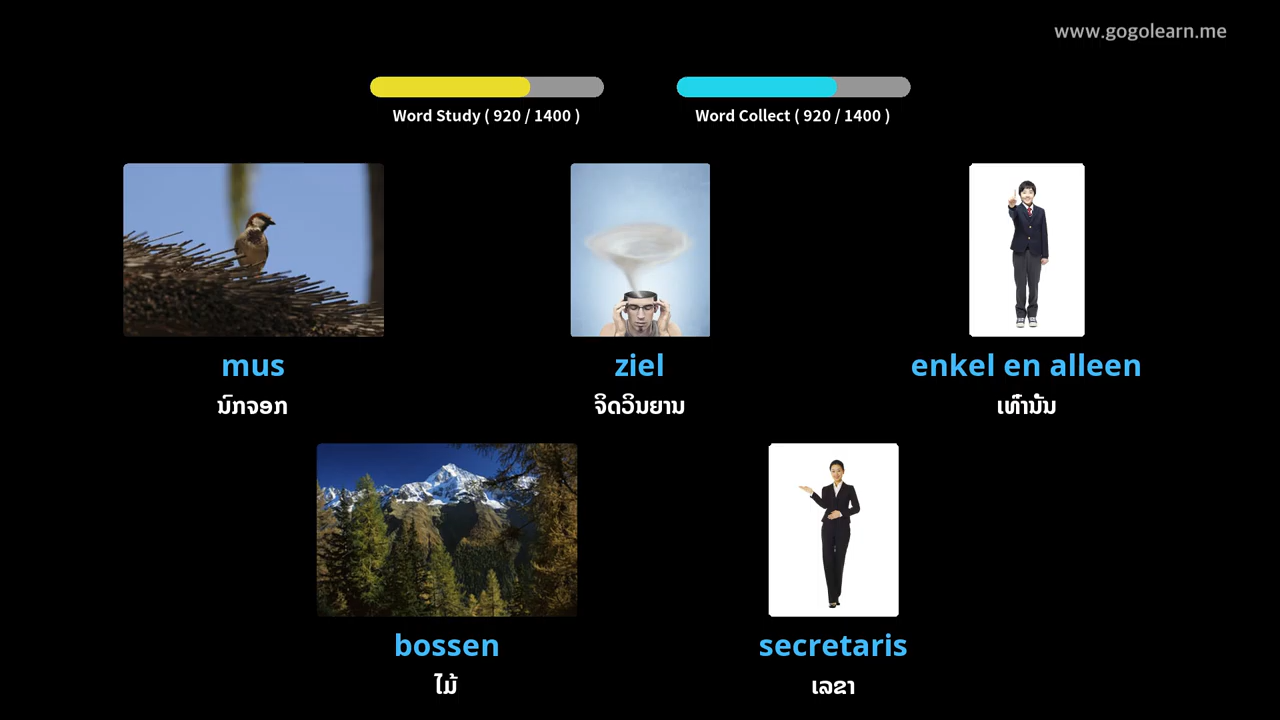 www.gogolearn.me
Word Study ( 920 / 1400 )
Word Collect ( 920 / 1400 )
mus
ນົກຈອກ
ziel
ຈິດວິນຍານ
enkel en alleen
ເທົ່ານັ້ນ
bossen
ໄມ້
secretaris
ເລຂາ